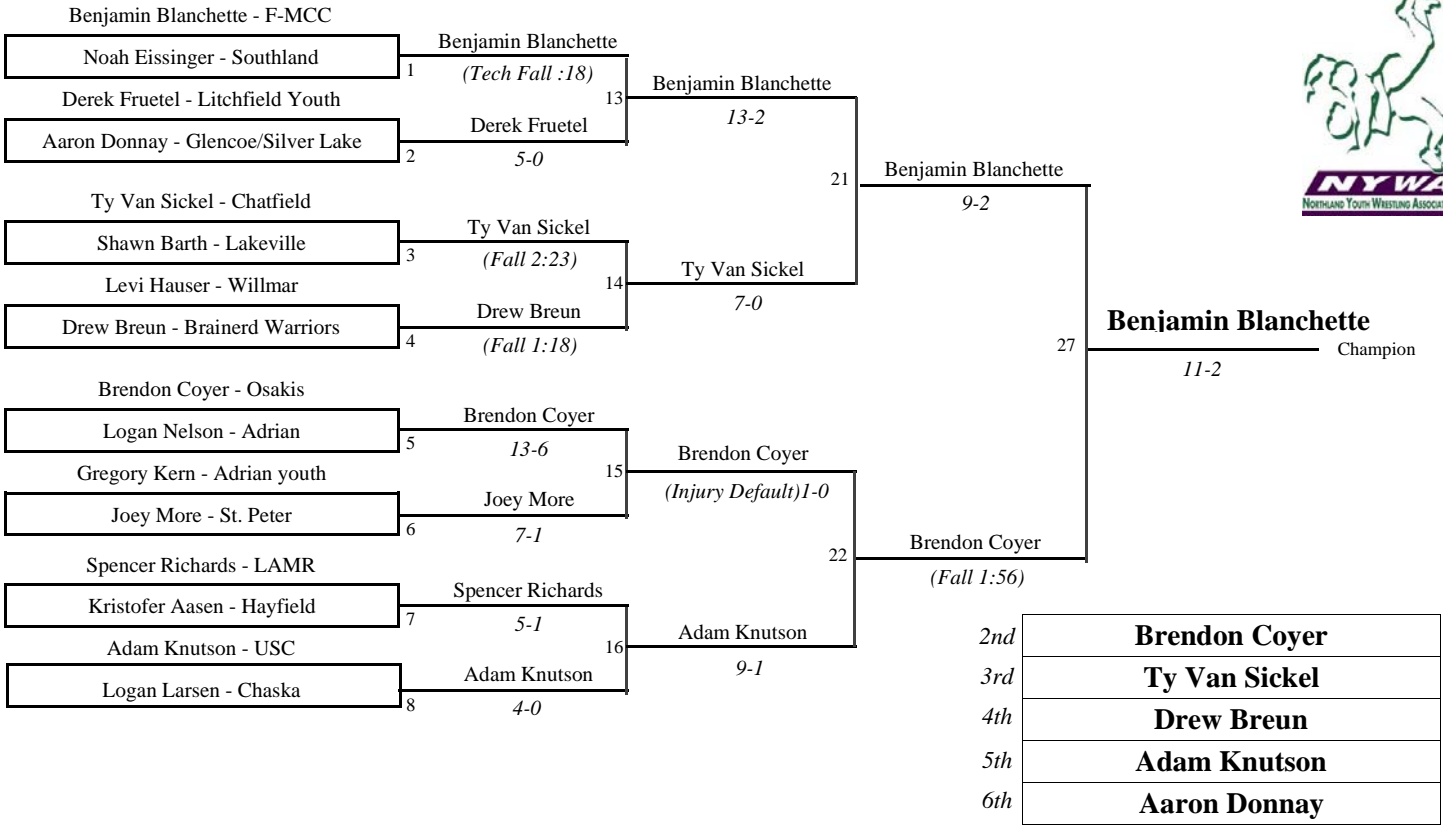 Benjamin Blanchette - F-MCC
Noah Eissinger - Southland
1
Benjamin Blanchette
(Tech Fall :18)
Derek Fruetel - Litchfield Youth
Aaron Donnay - Glencoe/Silver Lake
2
Derek Fruetel
5-0
13
Benjamin Blanchette
13-2
Ty Van Sickel - Chatfield
Shawn Barth - Lakeville
3
Ty Van Sickel
(Fall 2:23)
Levi Hauser - Willmar
Drew Breun - Brainerd Warriors
4
Drew Breun
(Fall 1:18)
14
Ty Van Sickel
7-0
21
Benjamin Blanchette
9-2
Brendon Coyer - Osakis
Logan Nelson - Adrian
5
Brendon Coyer
13-6
Gregory Kern - Adrian youth
Joey More - St. Peter
6
Joey More
7-1
15
Brendon Coyer
(Injury Default)1-0
Spencer Richards - LAMR
Kristofer Aasen - Hayfield
7
Spencer Richards
5-1
Adam Knutson - USC
Logan Larsen - Chaska
8
Adam Knutson
4-0
16
Adam Knutson
9-1
22
Brendon Coyer
(Fall 1:56)
27
Benjamin Blanchette
Champion
11-2
2nd Brendon Coyer
3rd Ty Van Sickel
4th Drew Breun
5th Adam Knutson
6th Aaron Donnay
NYWA
NORTHLAND YOUTH WRESTLING